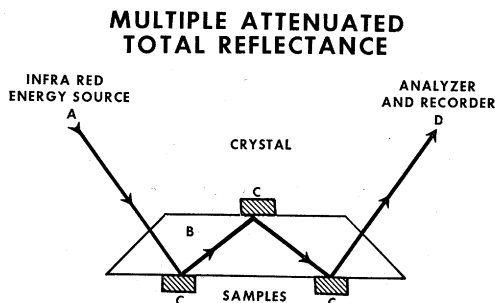 MULTIPLE ATTENUATED
TOTAL REFLECTANCE
INFRA RED
ENERGY SOURCE
A
ANALYZER
AND RECORDER
D
CRYSTAL
C
B
C
SAMPLES
C